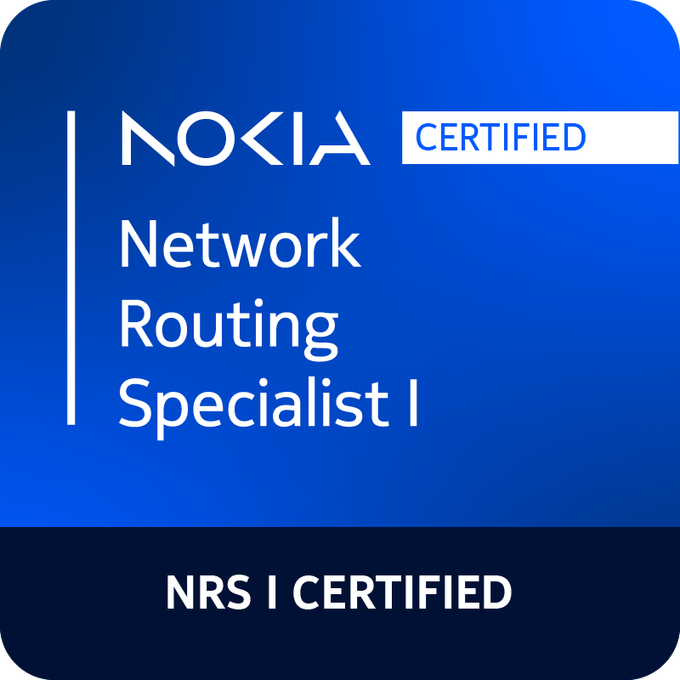 NOKIA CERTIFIED
Network
Routing
Specialist I
NRS I CERTIFIED